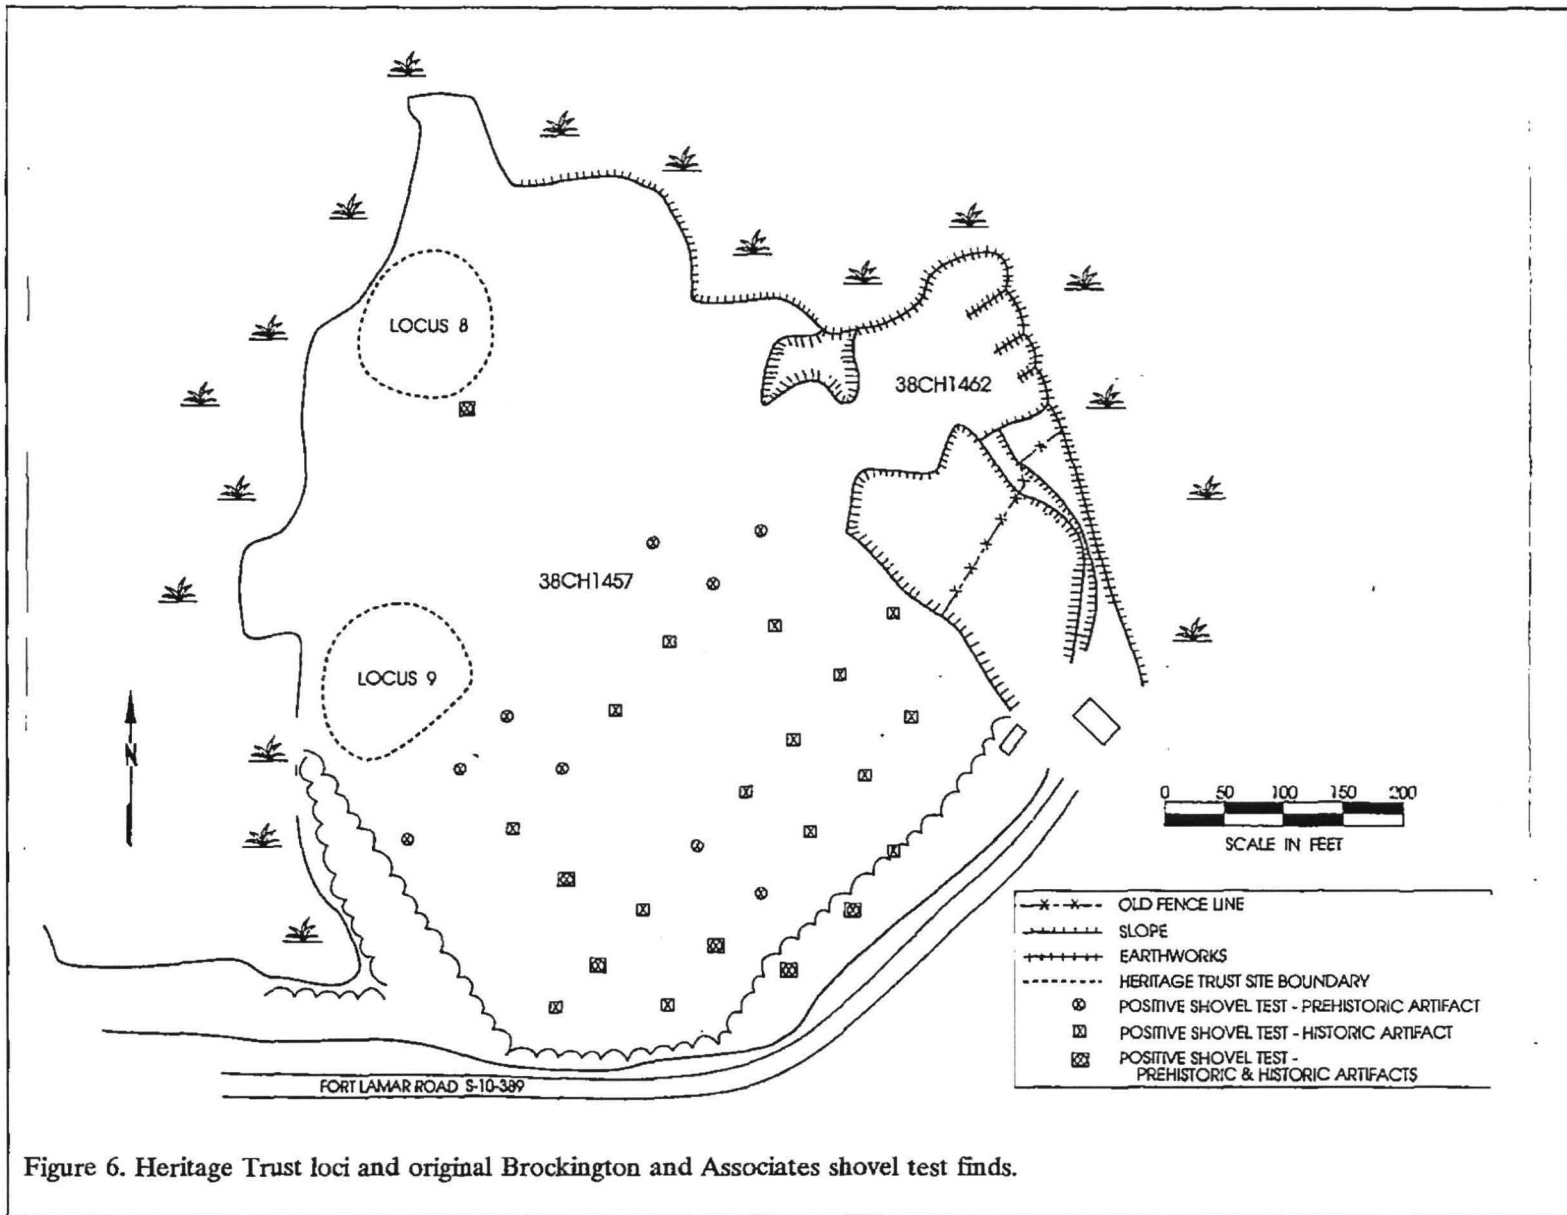 LOCUS 8
38CH1462
38CH1457
LOCUS 9
N
0 50 100 150 200
SCALE IN FEET
OLD FENCE LINE
SLOPE
EARTHWORKS
HERITAGE TRUST SITE BOUNDARY
POSITIVE SHOVEL TEST - PREHISTORIC ARTIFACT
POSITIVE SHOVEL TEST - HISTORIC ARTIFACT
POSITIVE SHOVEL TEST -
PREHISTORIC & HISTORIC ARTIFACTS
FORT LAMAR ROAD S-10-389
Figure 6. Heritage Trust loci and original Brockington and Associates shovel test finds.